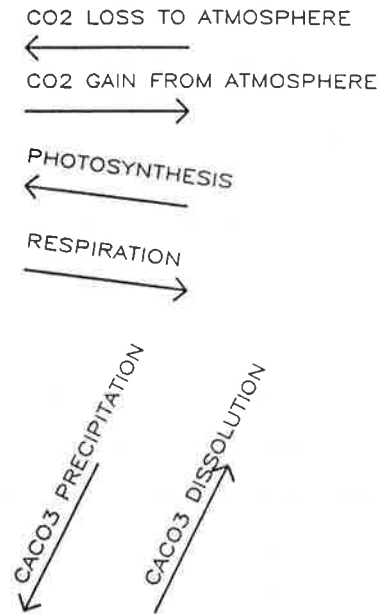 CO2 LOSS TO ATMOSPHERE
CO2 GAIN FROM ATMOSPHERE
PHOTOSYNTHESIS
RESPIRATION
CACO3 PRECIPITATION
CACO3 DISSOLUTION